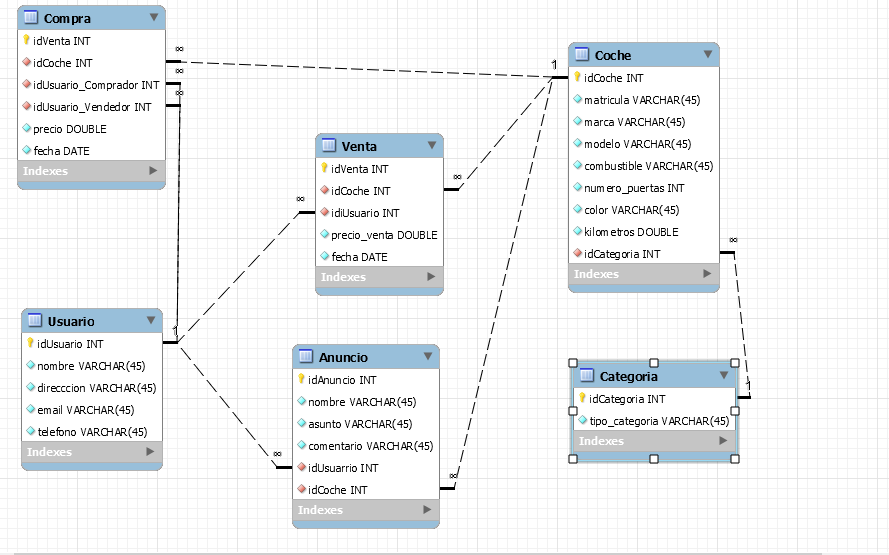 Compra
idVenta INT
idCoche INT
idUsuario_Comprador INT
idUsuario_Vendedor INT
precio DOUBLE
fecha DATE
Indexes
∞
∞
∞
1
Coche
idCoche INT
matricula VARCHAR(45)
marca VARCHAR(45)
modelo VARCHAR(45)
combustible VARCHAR(45)
numero_puertas INT
color VARCHAR(45)
kilometros DOUBLE
idCategoria INT
Indexes
∞
Venta
idVenta INT
idCoche INT
idiUsuario INT
precio_venta DOUBLE
fecha DATE
Indexes
∞
∞
Usuario
idUsuario INT
nombre VARCHAR(45)
direcccion VARCHAR(45)
email VARCHAR(45)
telefono VARCHAR(45)
Indexes
1
Anuncio
idAnuncio INT
nombre VARCHAR(45)
asunto VARCHAR(45)
comentario VARCHAR(45)
idUsuarrio INT
idCoche INT
Indexes
∞
∞
Categoria
idCategoria INT
tipo_categoria VARCHAR(45)
Indexes
1